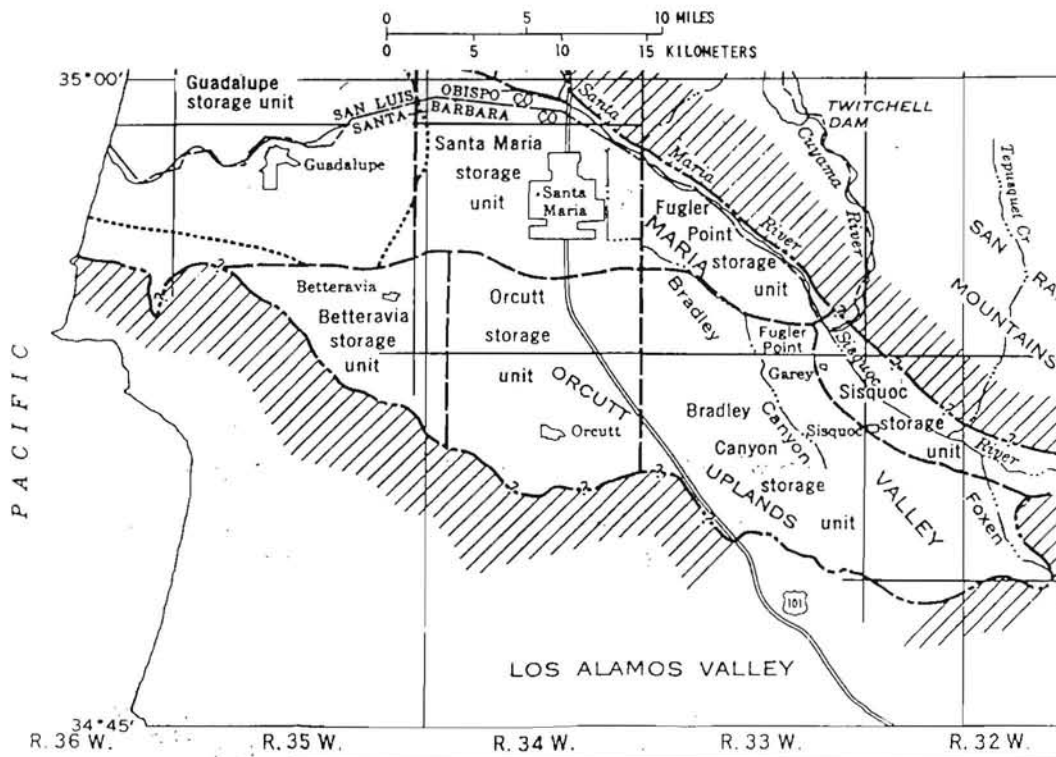 0 5 10 MILES
0 5 10 15 KILOMETERS
35°00'
Guadalupe
storage unit
SAN LUIS OBISPO
SANTA BARBARA
Santa Maria River
TWITCHELL
DAM
Cuyama River
Tepusquet Cr
Guadalupe
Santa Maria
storage
unit
Santa
Maria
Fugler
Point
storage
unit
MARIA
SAN RA
MOUNTAINS
Betteravia
Betteravia
storage
unit
Orcutt
storage
unit
Bradley
Canyon
Fugler
Point
Garey
Sisquoc
River
Sisquoc
storage
unit
Sisquoc
ORCUTT
UPLANDS
Orcutt
Bradley
Canyon
storage
unit
VALLEY
Foxen
PACIFIC
?
?
?
?
?
?
?
?
?
?
101
LOS ALAMOS VALLEY
34°45'
R. 36 W. R. 35 W. R. 34 W. R. 33 W. R. 32 W.